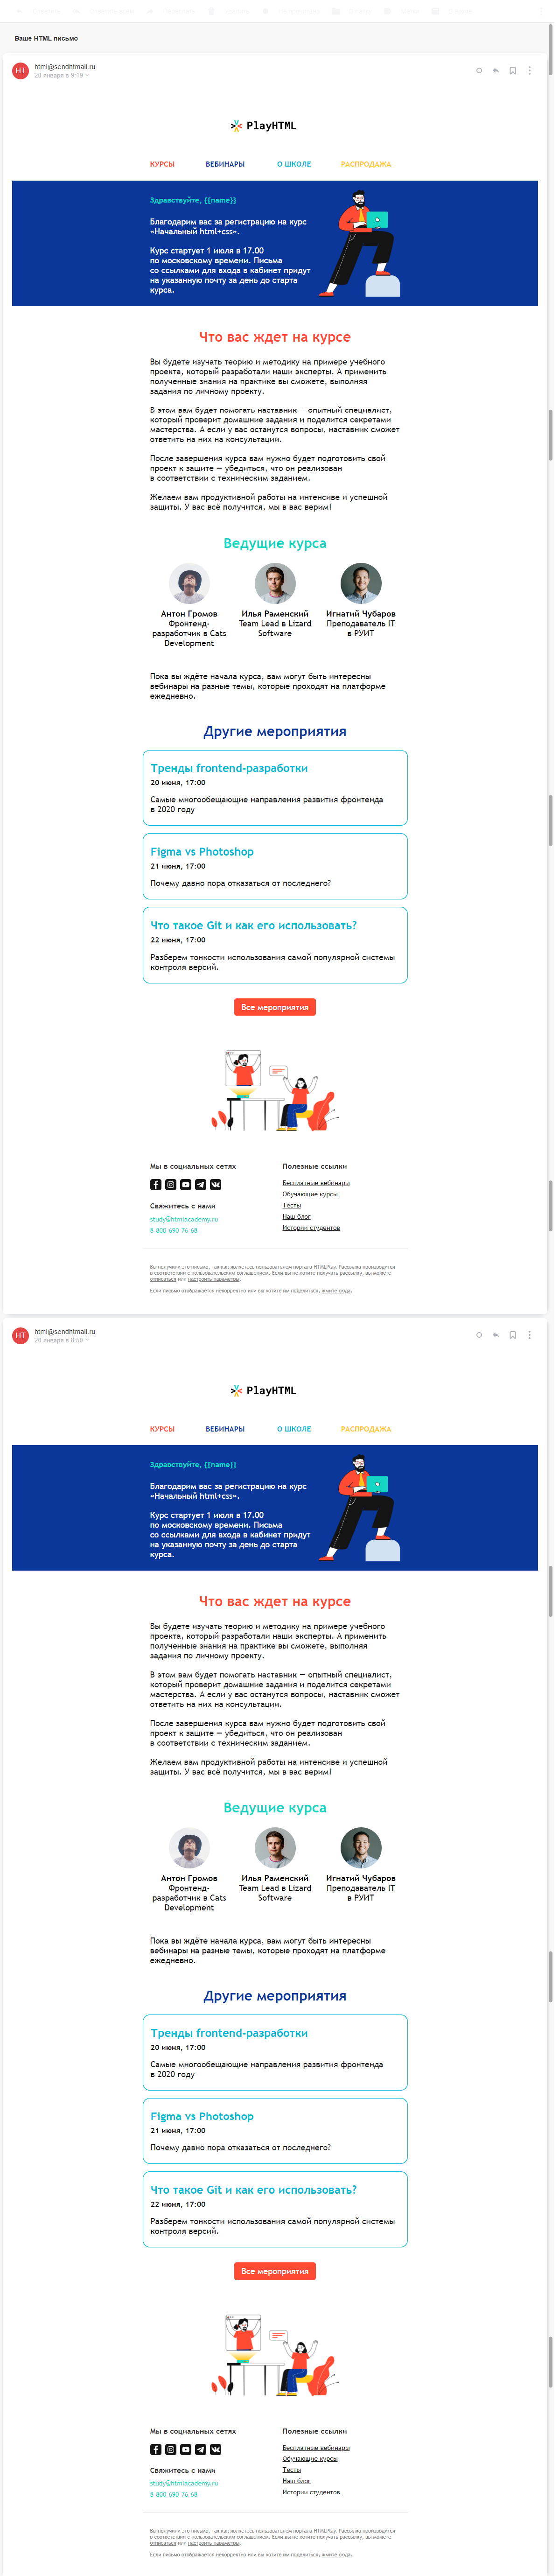 Ваше HTML письмо
HT
html@sendhtmail.ru
20 января в 9:15
PlayHTML
КУРСЫ ВЕБИНАРЫ О ШКОЛЕ РАСПРОДАЖА
Здравствуйте, {{name}}
Благодарим вас за регистрацию на курс
«Начальный html+css».
Курс стартует 1 июля в 17.00
по московскому времени. Письма
со ссылками для входа в кабинет придут
на указанную почту за день до старта
курса.
Что вас ждет на курсе
Вы будете изучать теорию и методику на примере учебного
проекта, который разработали наши эксперты. А применить
полученные знания на практике вы сможете, выполняя
задания по личному проекту.
В этом вам будет помогать наставник — опытный специалист,
который проверит домашние задания и поделится секретами
мастерства. А если у вас останутся вопросы, наставник сможет
ответить на них на консультации.
После завершения курса вам нужно будет подготовить свой
проект к защите — убедиться, что он реализован
в соответствии с техническим заданием.
Желаем вам продуктивной работы на интенсиве и успешной
защиты. У вас всё получится, мы в вас верим!
Ведущие курса
Антон Громов
Фронтенд-
разработчик в Cats
Development
Илья Раменский
Team Lead в Lizard
Software
Игнатий Чубаров
Преподаватель IT
в РУИТ
Пока вы ждёте начала курса, вам могут быть интересны
вебинары на разные темы, которые проходят на платформе
ежедневно.
Другие мероприятия
Тренды frontend-разработки
20 июня, 17:00
Самые многообещающие направления развития фронтенда
в 2020 году
Figma vs Photoshop
21 июня, 17:00
Почему давно пора отказаться от последнего?
Что такое Git и как его использовать?
22 июня, 17:00
Разберем тонкости использования самой популярной системы
контроля версий.
Все мероприятия
Мы в социальных сетях
Свяжитесь с нами
study@htmlacademy.ru
8-800-690-76-68
Полезные ссылки
Бесплатные вебинары
Обучающие курсы
Тесты
Наш блог
Истории студентов
Вы получили это письмо, так как являетесь пользователем портала HTMLPlay. Рассылка производится
в соответствии с пользовательским соглашением. Если вы не хотите получать рассылку, вы можете
отписаться или настроить параметры.
Если письмо отображается некорректно или вы хотите им поделиться, жмите сюда.
HT
html@sendhtmail.ru
20 января в 8:50
PlayHTML
КУРСЫ ВЕБИНАРЫ О ШКОЛЕ РАСПРОДАЖА
Здравствуйте, {{name}}
Благодарим вас за регистрацию на курс
«Начальный html+css».
Курс стартует 1 июля в 17.00
по московскому времени. Письма
со ссылками для входа в кабинет придут
на указанную почту за день до старта
курса.
Что вас ждет на курсе
Вы будете изучать теорию и методику на примере учебного
проекта, который разработали наши эксперты. А применить
полученные знания на практике вы сможете, выполняя
задания по личному проекту.
В этом вам будет помогать наставник — опытный специалист,
который проверит домашние задания и поделится секретами
мастерства. А если у вас останутся вопросы, наставник сможет
ответить на них на консультации.
После завершения курса вам нужно будет подготовить свой
проект к защите — убедиться, что он реализован
в соответствии с техническим заданием.
Желаем вам продуктивной работы на интенсиве и успешной
защиты. У вас всё получится, мы в вас верим!
Ведущие курса
Антон Громов
Фронтенд-
разработчик в Cats
Development
Илья Раменский
Team Lead в Lizard
Software
Игнатий Чубаров
Преподаватель IT
в РУИТ
Пока вы ждёте начала курса, вам могут быть интересны
вебинары на разные темы, которые проходят на платформе
ежедневно.
Другие мероприятия
Тренды frontend-разработки
20 июня, 17:00
Самые многообещающие направления развития фронтенда
в 2020 году
Figma vs Photoshop
21 июня, 17:00
Почему давно пора отказаться от последнего?
Что такое Git и как его использовать?
22 июня, 17:00
Разберем тонкости использования самой популярной системы
контроля версий.
Все мероприятия
Мы в социальных сетях
Свяжитесь с нами
study@htmlacademy.ru
8-800-690-76-68
Полезные ссылки
Бесплатные вебинары
Обучающие курсы
Тесты
Наш блог
Истории студентов
Вы получили это письмо, так как являетесь пользователем портала HTMLPlay. Рассылка производится
в соответствии с пользовательским соглашением. Если вы не хотите получать рассылку, вы можете
отписаться или настроить параметры.
Если письмо отображается некорректно или вы хотите им поделиться, жмите сюда.